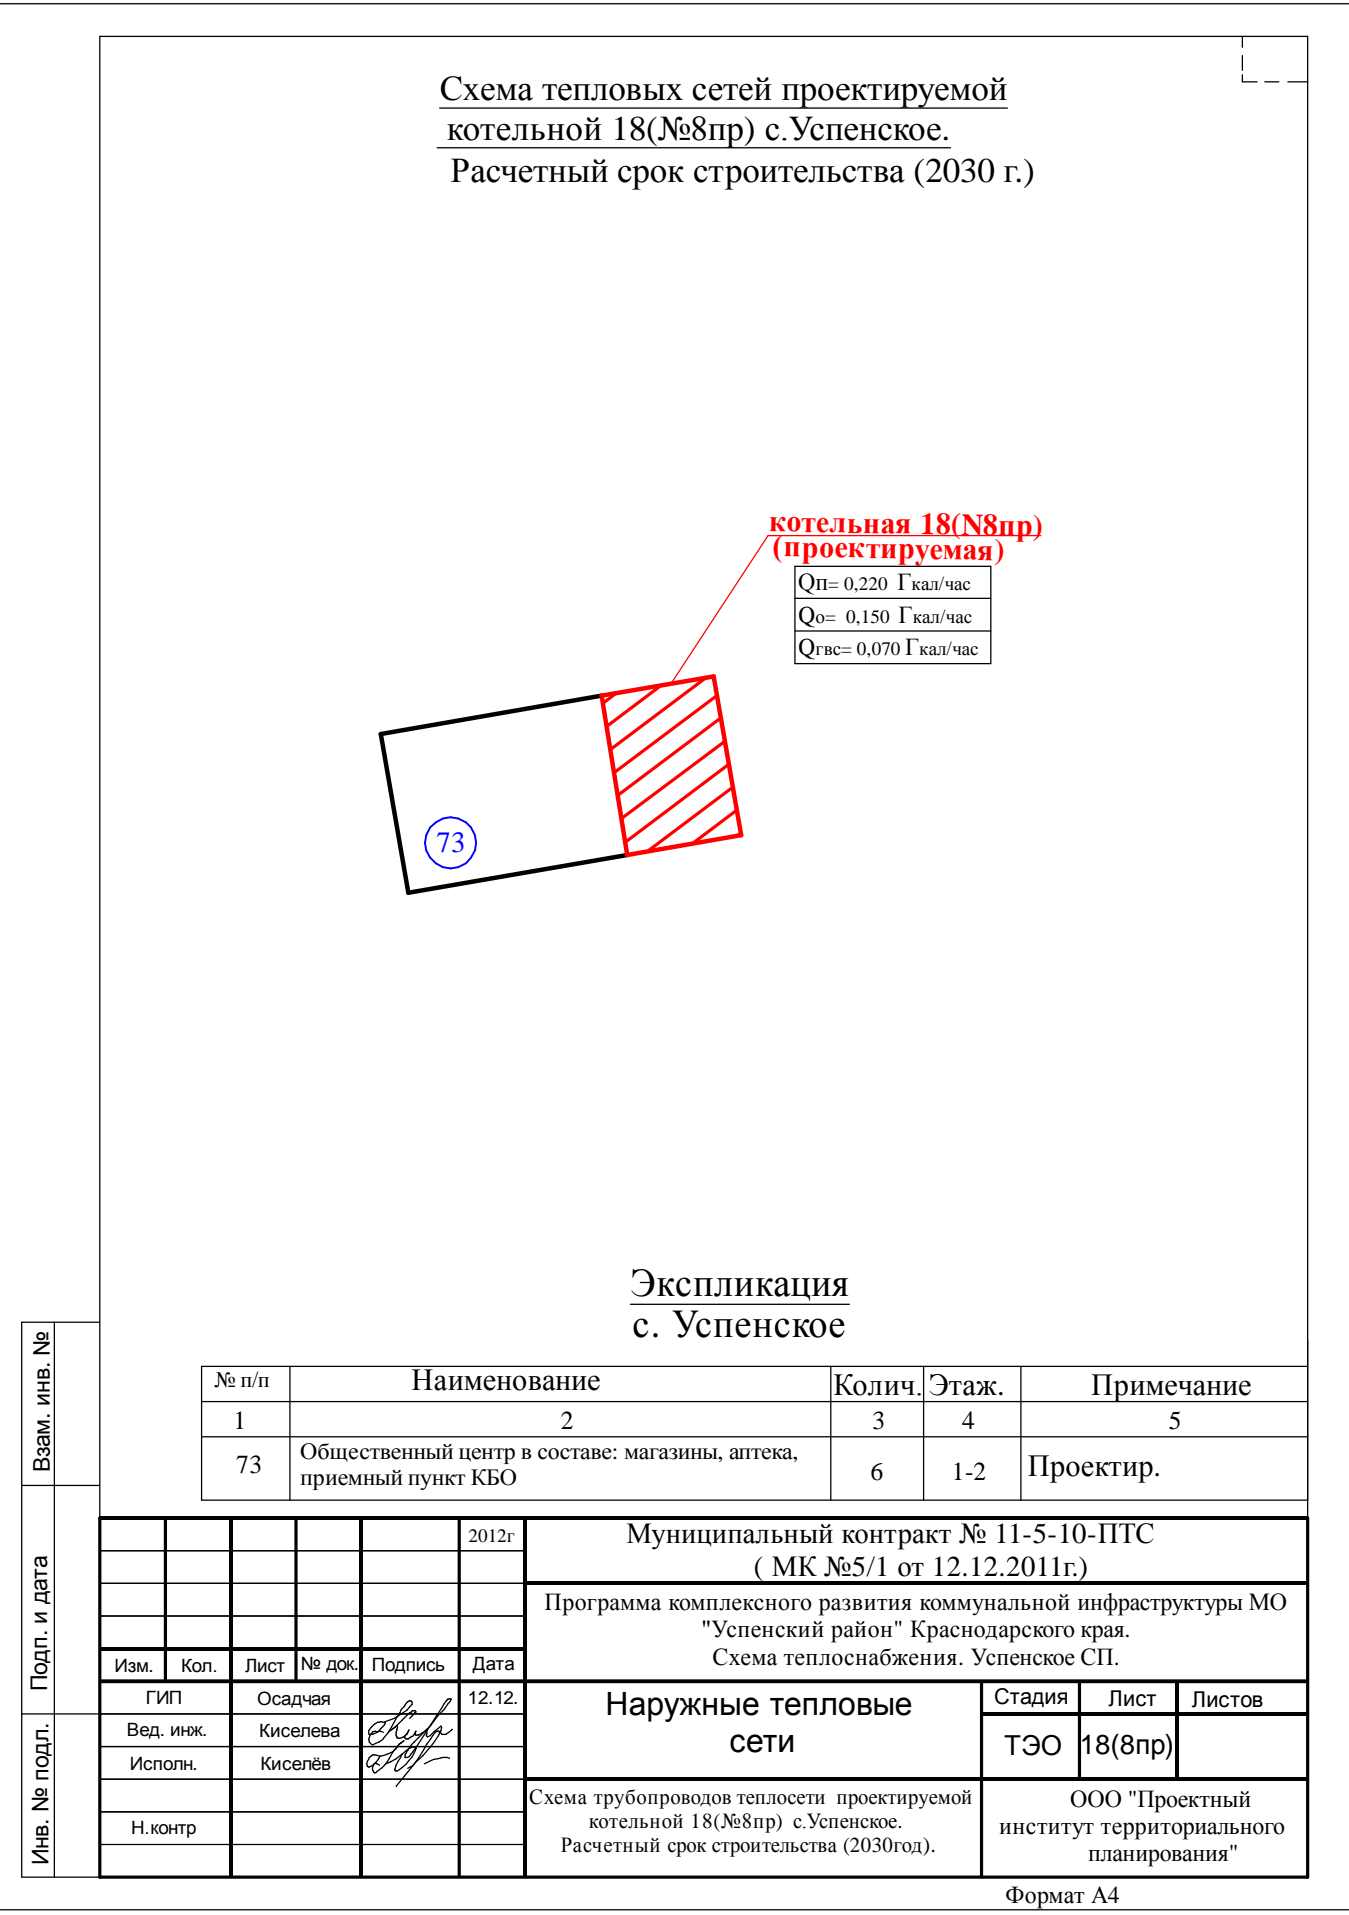 Схема тепловых сетей проектируемой
котельной 18(№8пр) с.Успенское.
Расчетный срок строительства (2030 г.)
котельная 18(N8пр)
(проектируемая)
Qп= 0,220 Гкал/час
Qо= 0,150 Гкал/час
Qгвс= 0,070 Гкал/час
73
Экспликация
с. Успенское
№ п/п Наименование Колич. Этаж. Примечание
1 2 3 4 5
73 Общественный центр в составе: магазины, аптека,
приемный пункт КБО 6 1-2 Проектир.
Взам. инв. №
Подп. и дата
Инв. № подл.
2012г
Изм. Кол. Лист № док. Подпись Дата
ГИП Осадчая 12.12.
Вед. инж. Киселева
Исполн. Киселёв
Н.контр
Муниципальный контракт № 11-5-10-ПТС
( МК №5/1 от 12.12.2011г.)
Программа комплексного развития коммунальной инфраструктуры МО
"Успенский район" Краснодарского края.
Схема теплоснабжения. Успенское СП.
Наружные тепловые
сети
Стадия Лист Листов
ТЭО 18(8пр)
Схема трубопроводов теплосети проектируемой
котельной 18(№8пр) с.Успенское.
Расчетный срок строительства (2030год).
ООО "Проектный
институт территориального
планирования"
Формат А4